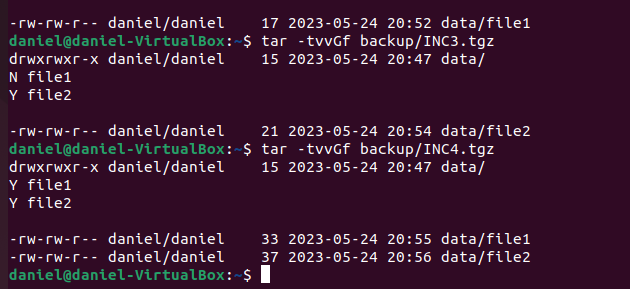 -rw-rw-r-- daniel/daniel    17 2023-05-24 20:52 data/file1
daniel@daniel-VirtualBox:~$ tar -tvvGf backup/INC3.tgz
drwxrwxr-x daniel/daniel    15 2023-05-24 20:47 data/
N file1
Y file2

-rw-rw-r-- daniel/daniel    21 2023-05-24 20:54 data/file2
daniel@daniel-VirtualBox:~$ tar -tvvGf backup/INC4.tgz
drwxrwxr-x daniel/daniel    15 2023-05-24 20:47 data/
Y file1
Y file2

-rw-rw-r-- daniel/daniel    33 2023-05-24 20:55 data/file1
-rw-rw-r-- daniel/daniel    37 2023-05-24 20:56 data/file2
daniel@daniel-VirtualBox:~$